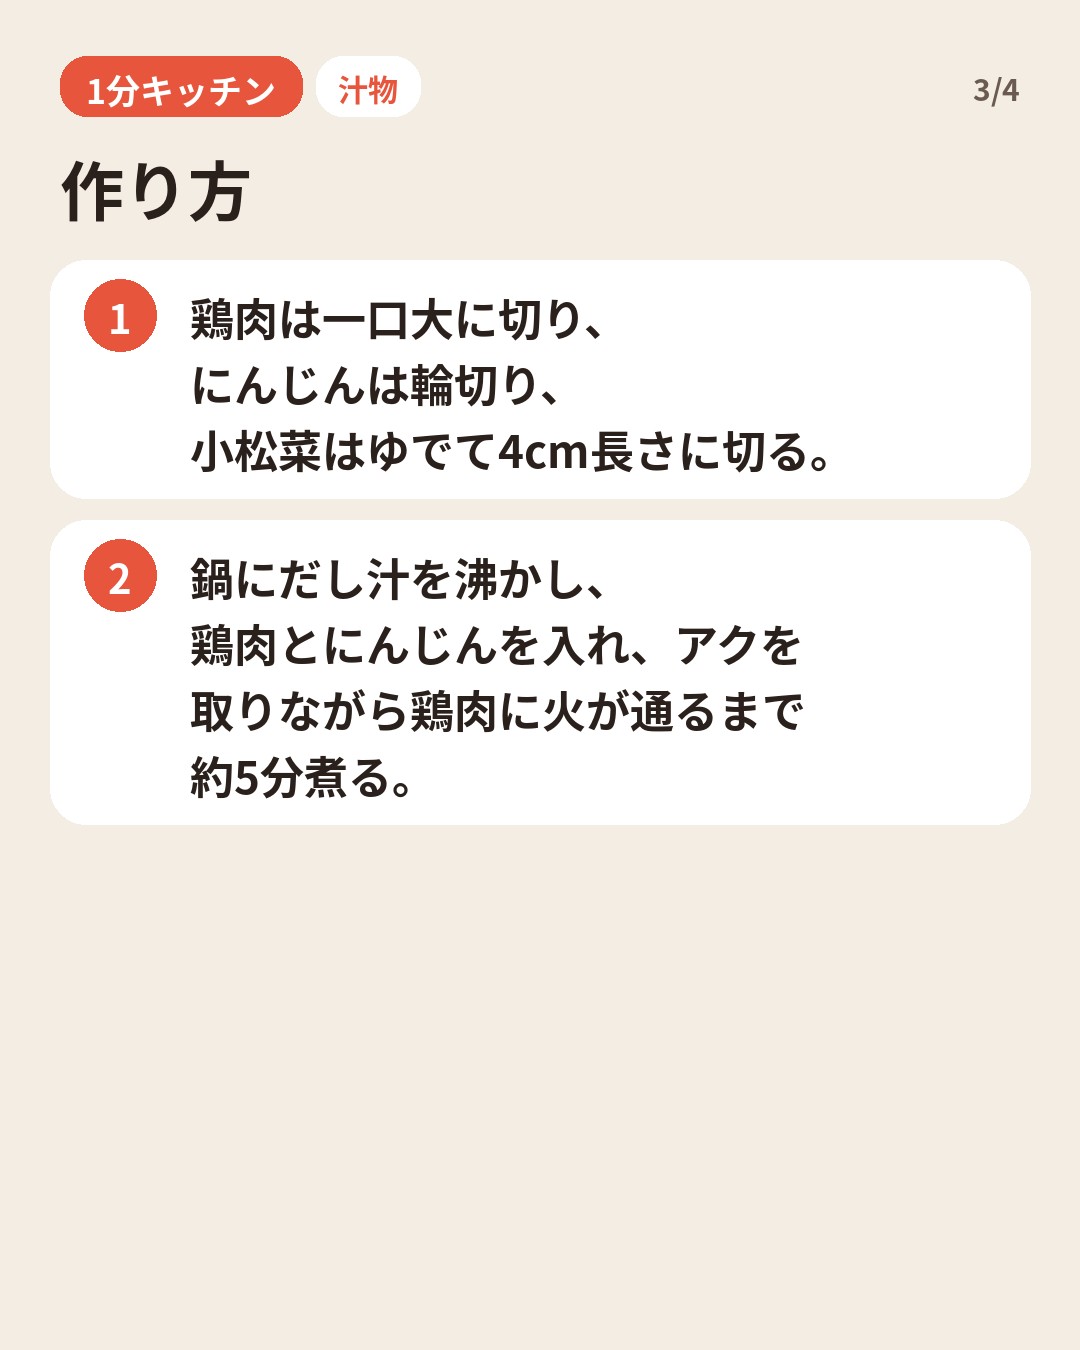 1分キッチン
汁物
3/4
作り方
1
鶏肉は一口大に切り、
にんじんは輪切り、
小松菜はゆでて4cm長さに切る。
2
鍋にだし汁を沸かし、
鶏肉とにんじんを入れ、アクを
取りながら鶏肉に火が通るまで
約5分煮る。